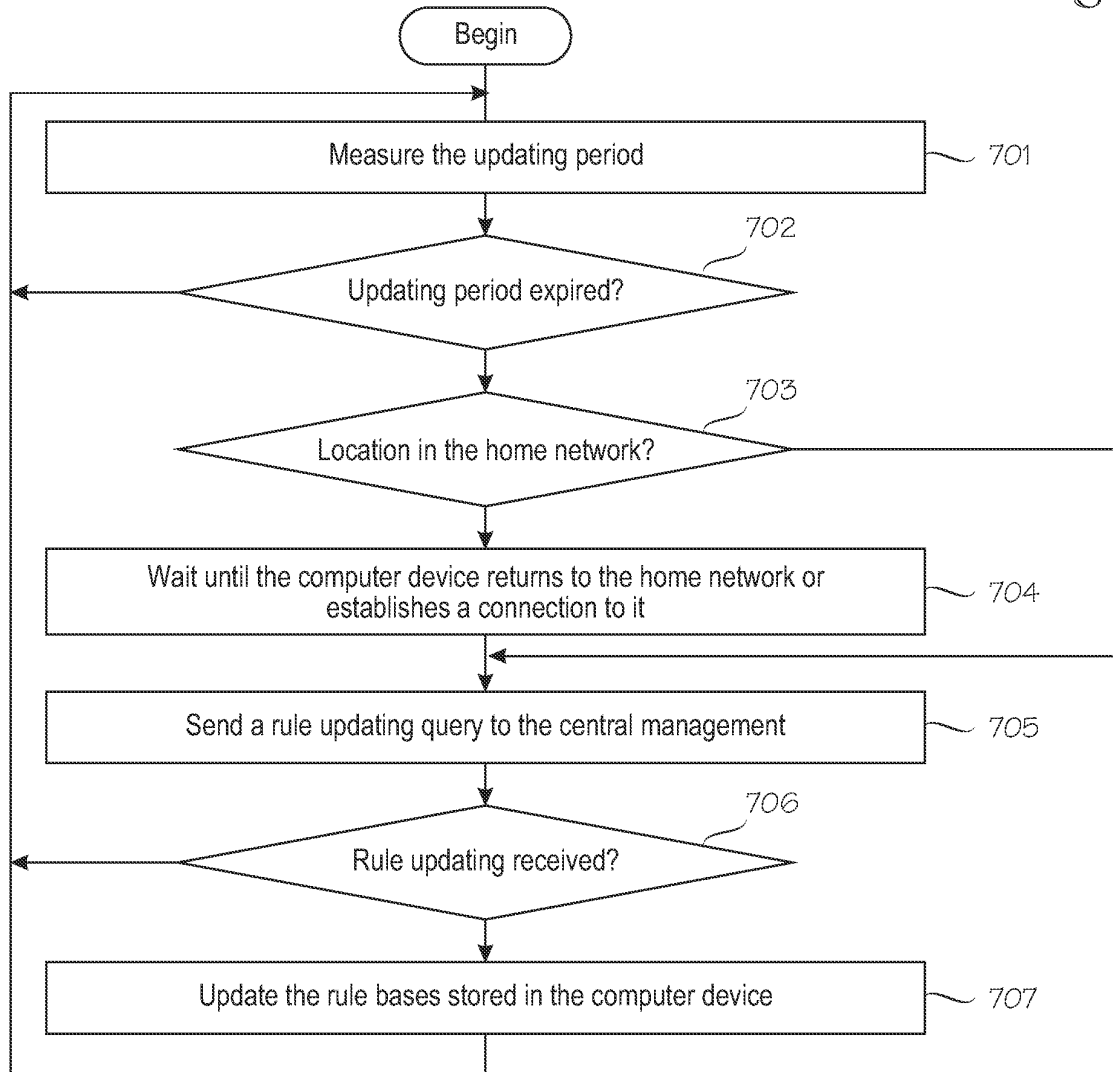 Begin
Measure the updating period
701
702
Updating period expired?
703
Location in the home network?
Wait until the computer device returns to the home network or
establishes a connection to it
704
Send a rule updating query to the central management
705
706
Rule updating received?
Update the rule bases stored in the computer device
707